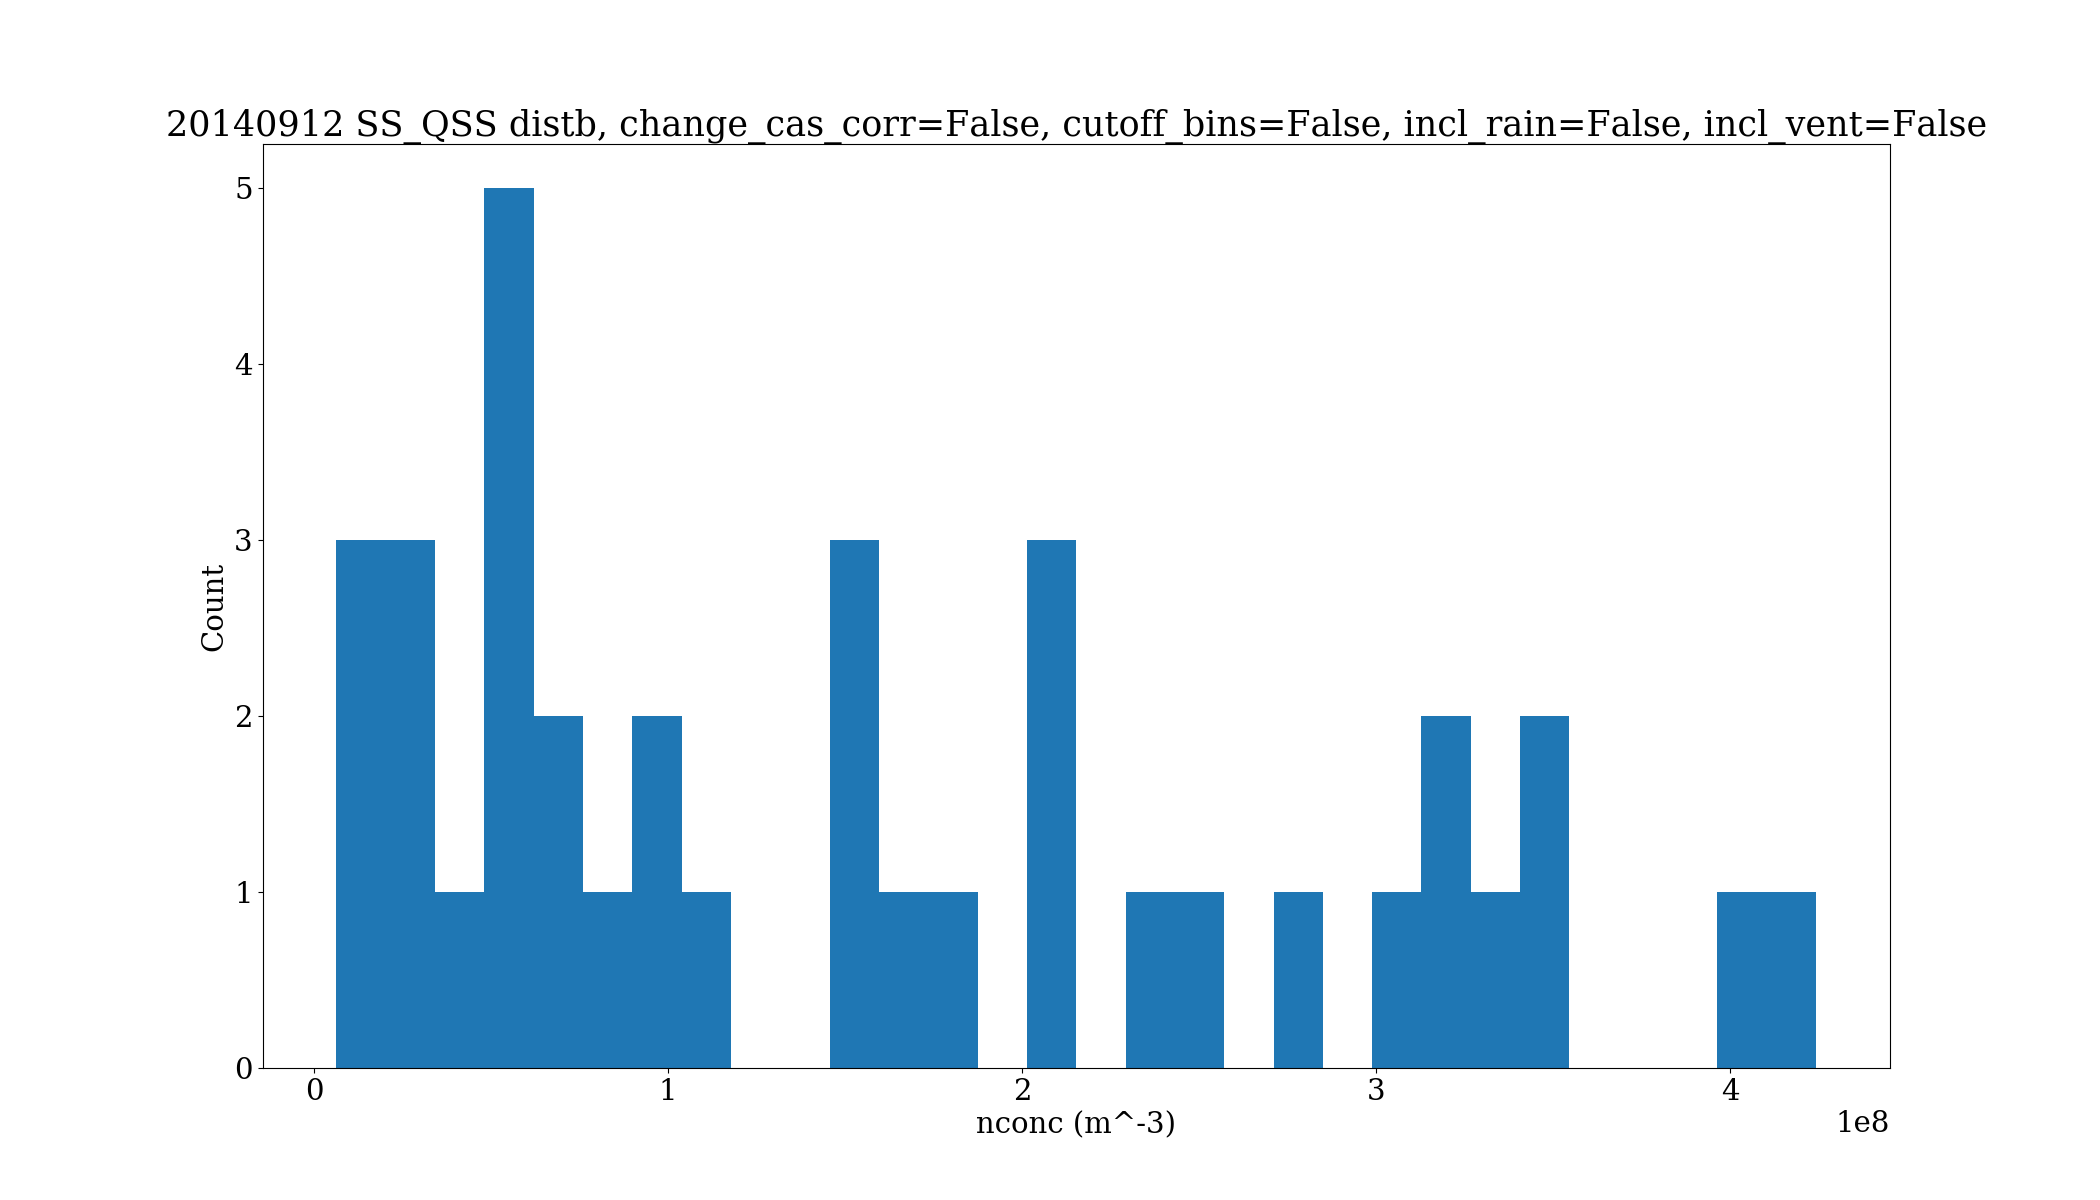 20140912 SS_QSS distb, change_cas_corr=False, cutoff_bins=False, incl_rain=False, incl_vent=False
5
4
3
2
1
0
Count
0 1 2 3 4
nconc (m^-3)
1e8